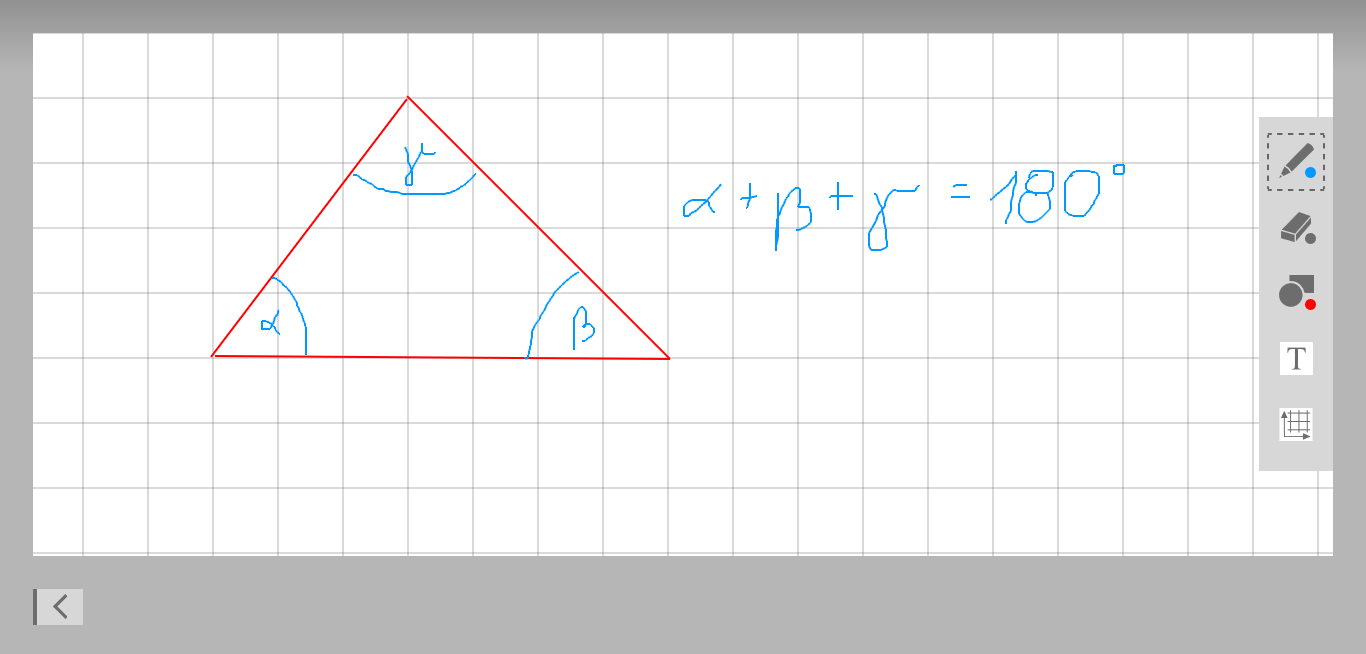 γ
α + β + γ = 180°
α
β
T